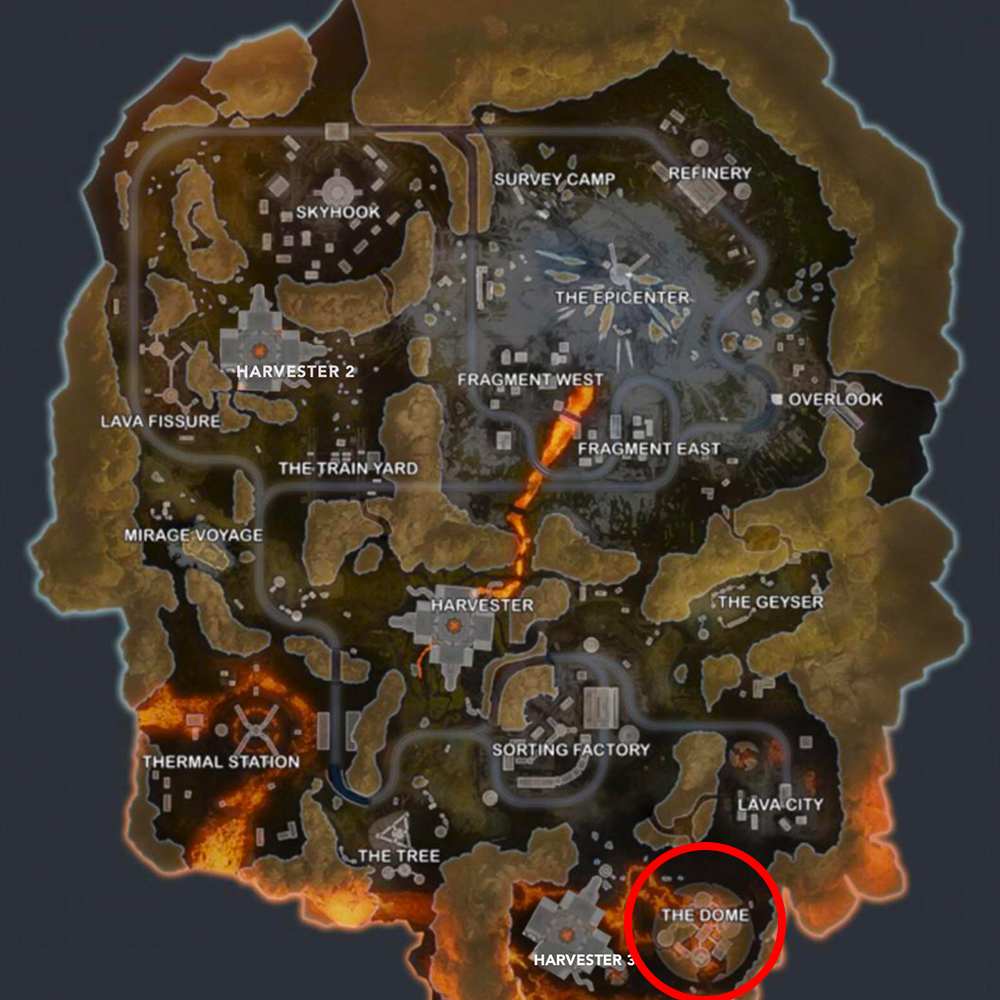 SURVEY CAMP
REFINERY
SKYHOOK
THE EPICENTER
HARVESTER 2
FRAGMENT WEST
OVERLOOK
LAVA FISSURE
FRAGMENT EAST
THE TRAIN YARD
MIRAGE VOYAGE
HARVESTER
THE GEYSER
SORTING FACTORY
THERMAL STATION
LAVA CITY
THE TREE
THE DOME
HARVESTER 3